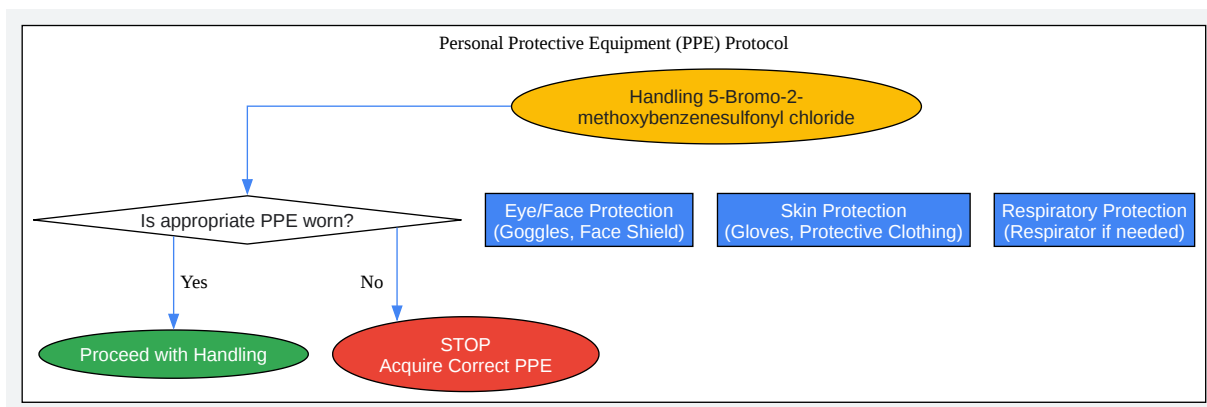 Personal Protective Equipment (PPE) Protocol
Handling 5-Bromo-2-
methoxybenzenesulfonyl chloride
Is appropriate PPE worn?
Eye/Face Protection
(Goggles, Face Shield)
Skin Protection
(Gloves, Protective Clothing)
Respiratory Protection
(Respirator if needed)
Yes
No
Proceed with Handling
STOP
Acquire Correct PPE